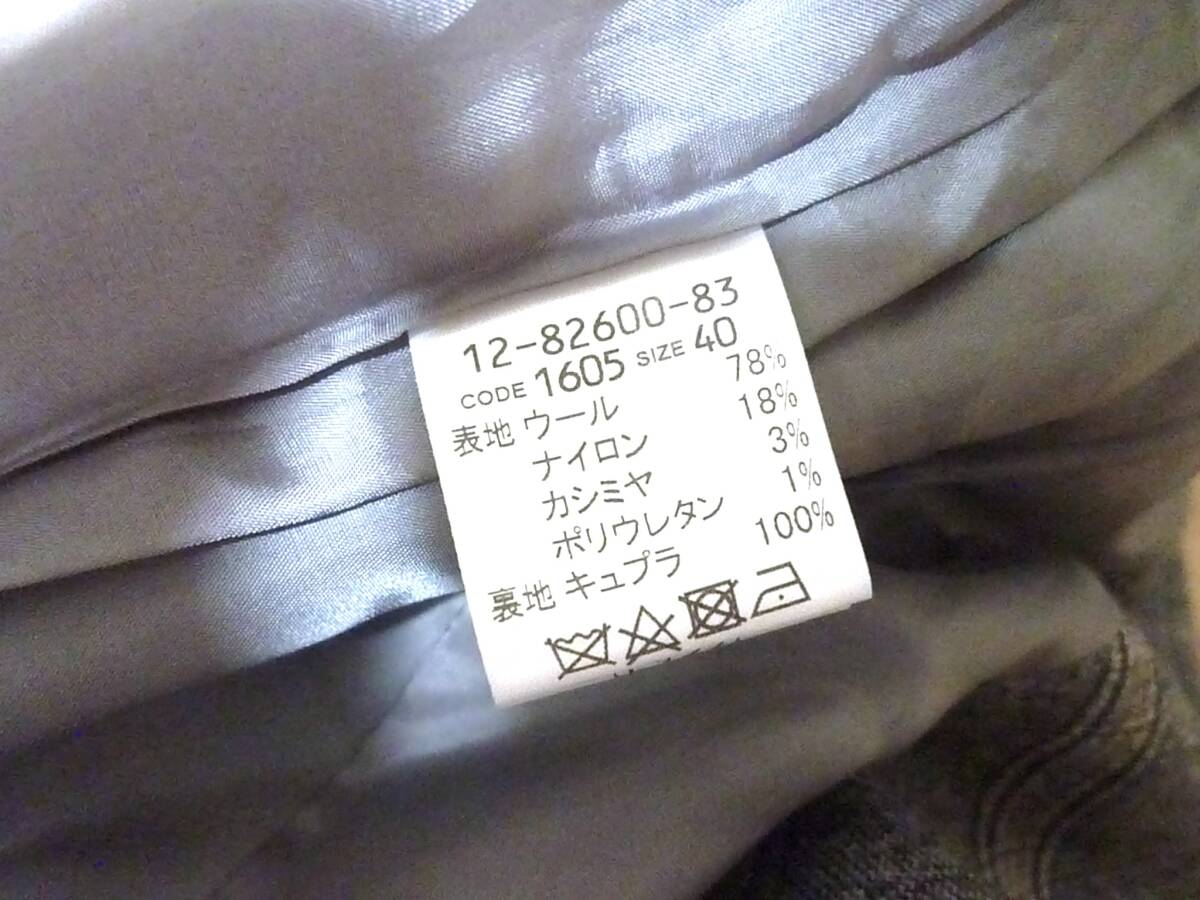 12-82600-83
CODE 1605 SIZE 40
表地 ウール 78%
ナイロン 18%
カシミヤ 3%
ポリウレタン 1%
裏地 キュプラ 100%